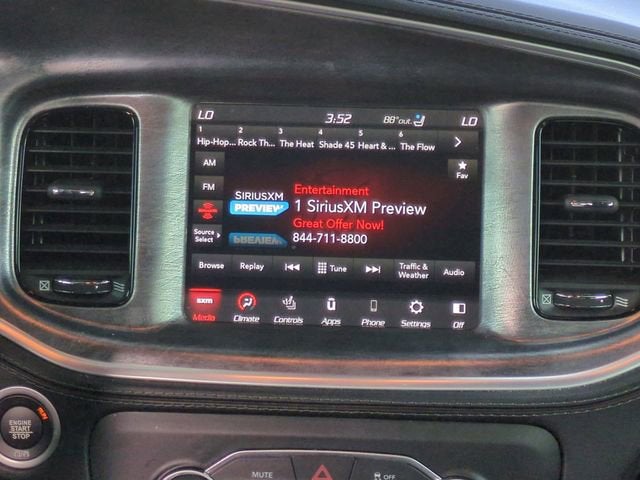 LO 3:52 88°out. LO
1 2 3 4 5 6
Hip-Hop... Rock Th... The Heat Shade 45 Heart & ... The Flow
AM
Fav
FM
Entertainment
SIRIUSXM
PREVIEW
1 SiriusXM Preview
Great Offer Now!
Source
Select
844-711-8800
Browse Replay Tune Traffic &
Weather Audio
sxm
Media Climate Controls Apps Phone Settings Off
ENGINE
START
STOP
RUN
MUTE OFF